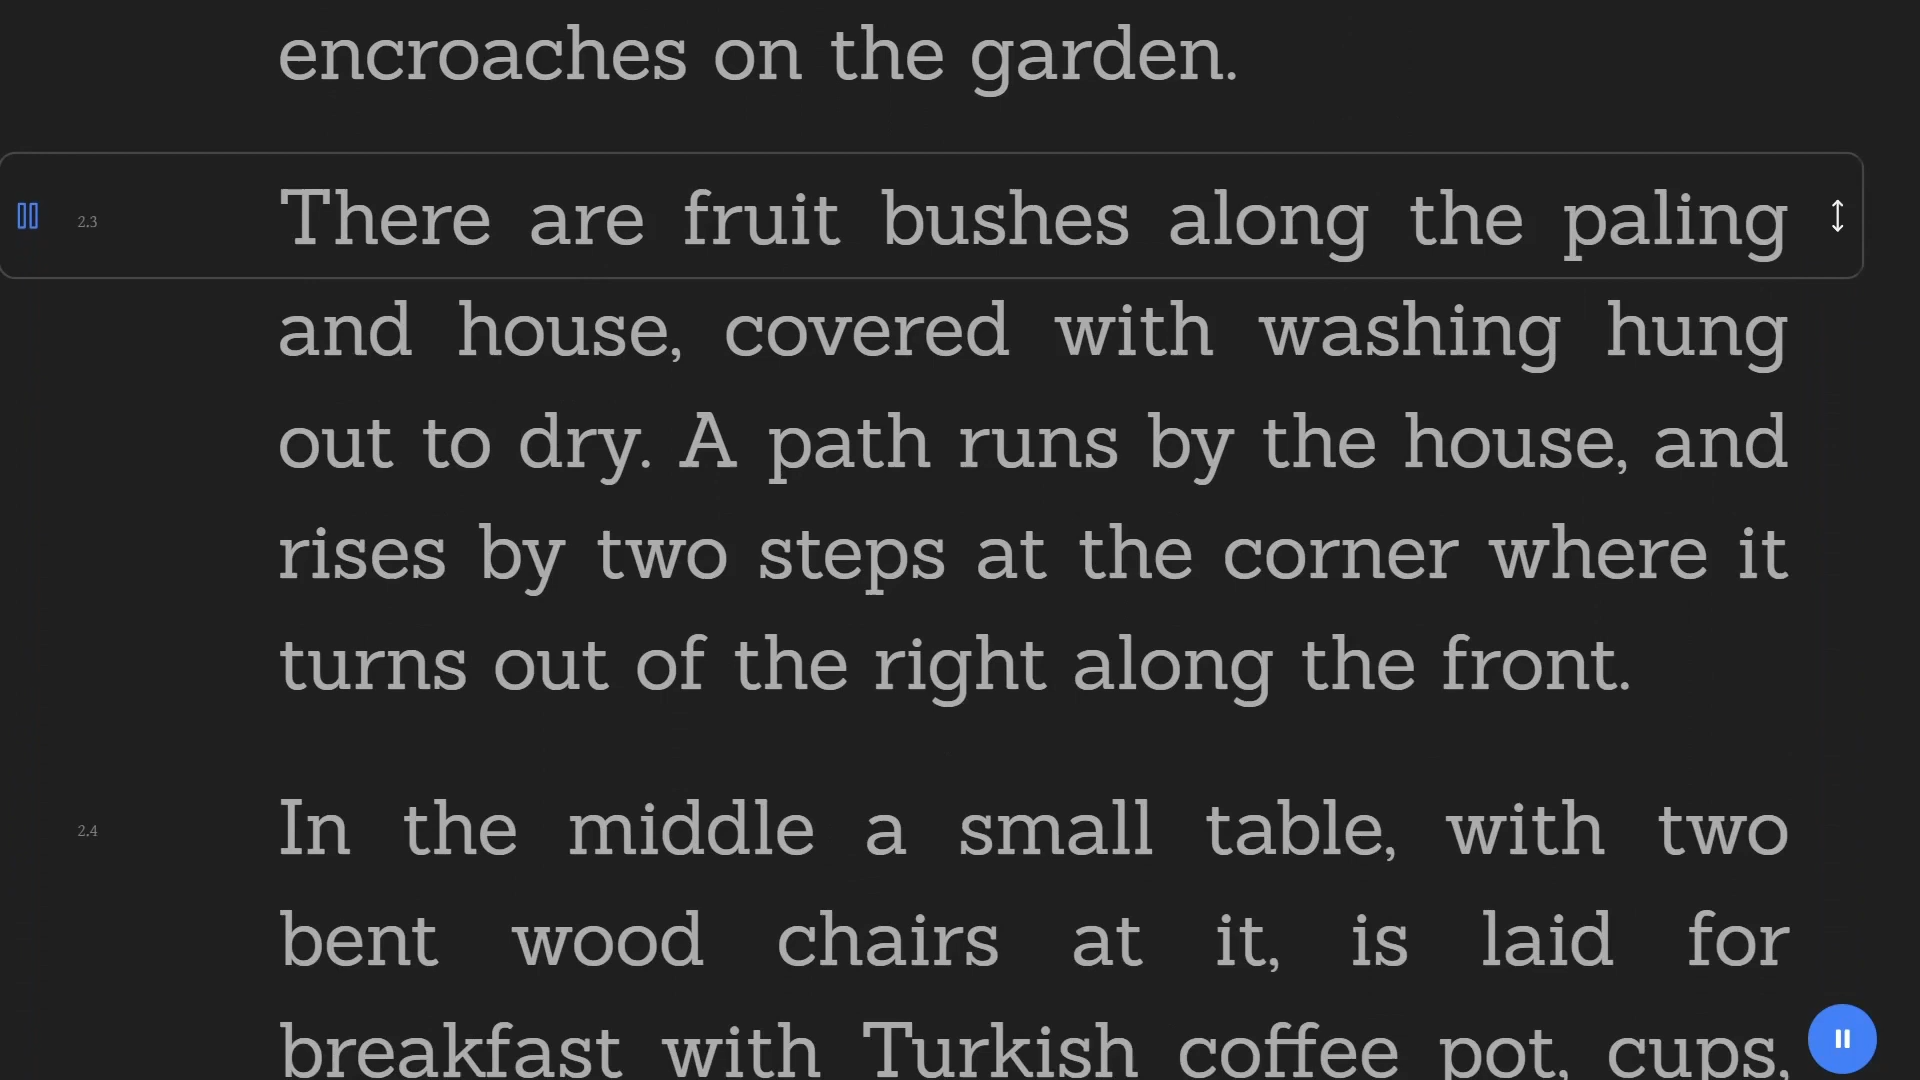 encroaches on the garden.
2.3
There are fruit bushes along the paling
and house, covered with washing hung
out to dry. A path runs by the house, and
rises by two steps at the corner where it
turns out of the right along the front.
2.4
In the middle a small table, with two
bent wood chairs at it, is laid for
breakfast with Turkish coffee pot, cups,